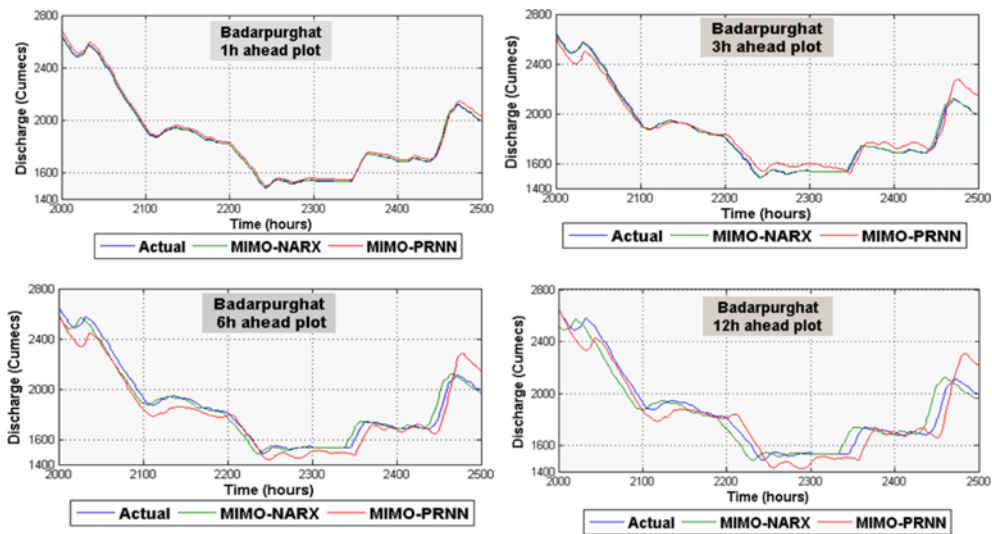 2800
2400
2000
1600
1400
Discharge (Cumecs)
Badarpurghat
1h ahead plot
2000 2100 2200 2300 2400 2500
Time (hours)
Actual MIMO-NARX MIMO-PRNN
2800
2400
2000
1600
1400
Discharge (Cumecs)
Badarpurghat
3h ahead plot
2000 2100 2200 2300 2400 2500
Time (hours)
Actual MIMO-NARX MIMO-PRNN
2800
2400
2000
1600
1400
Discharge (Cumecs)
Badarpurghat
6h ahead plot
2000 2100 2200 2300 2400 2500
Time (hours)
Actual MIMO-NARX MIMO-PRNN
2800
2400
2000
1600
1400
Discharge (Cumecs)
Badarpurghat
12h ahead plot
2000 2100 2200 2300 2400 2500
Time (hours)
Actual MIMO-NARX MIMO-PRNN